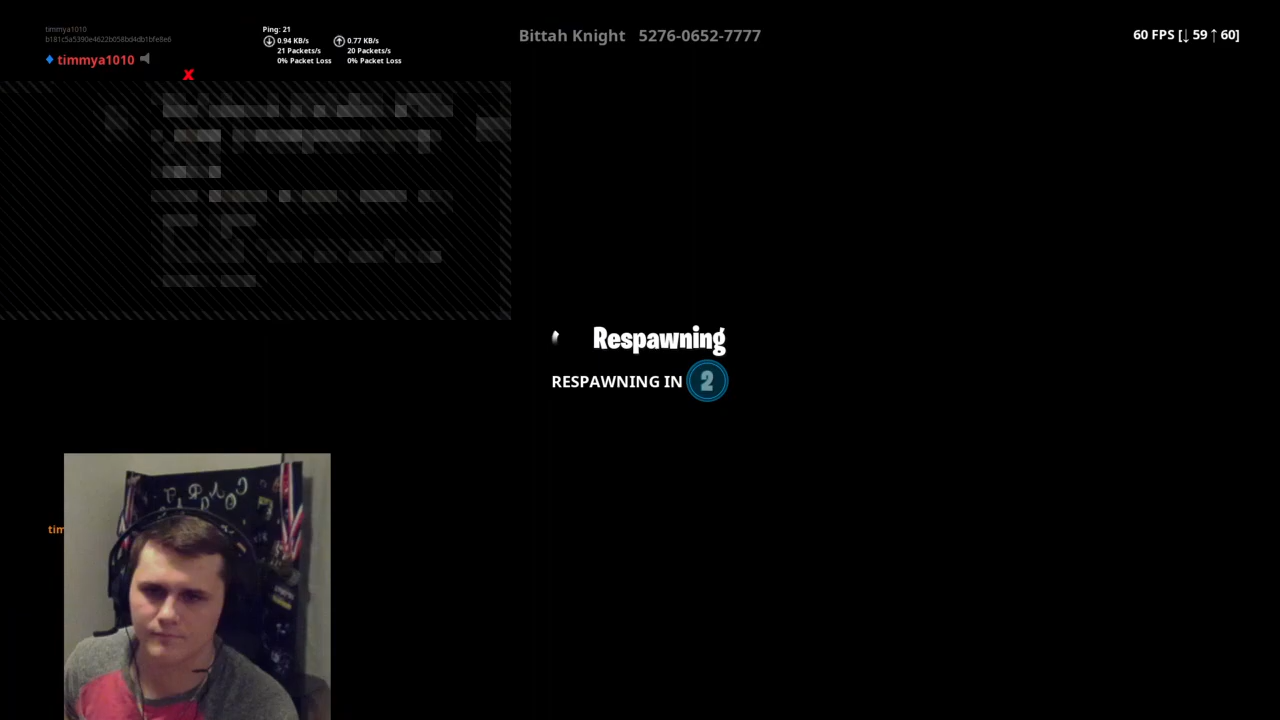 timmya1010
b181c5a5390e4622b058bd4db1bfe8e6
timmya1010
X
Ping: 21
0.94 KB/s 0.77 KB/s
21 Packets/s 20 Packets/s
0% Packet Loss 0% Packet Loss
Bittah Knight 5276-0652-7777
60 FPS [↓ 59 ↑ 60]
Respawning
RESPAWNING IN 2
tim